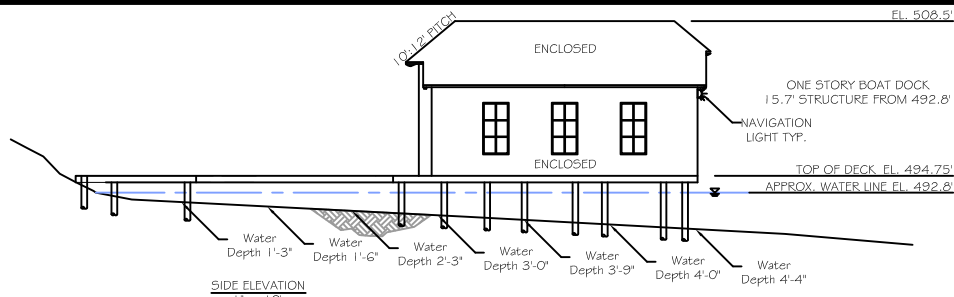 EL. 508.5'
10':12' PITCH
ENCLOSED
ONE STORY BOAT DOCK
15.7' STRUCTURE FROM 492.8'
NAVIGATION
LIGHT TYP.
ENCLOSED
TOP OF DECK EL. 494.75'
APPROX. WATER LINE EL. 492.8'
Water
Depth 1'-3"
Water
Depth 1'-6"
Water
Depth 2'-3"
Water
Depth 3'-0"
Water
Depth 3'-9"
Water
Depth 4'-0"
Water
Depth 4'-4"
SIDE ELEVATION